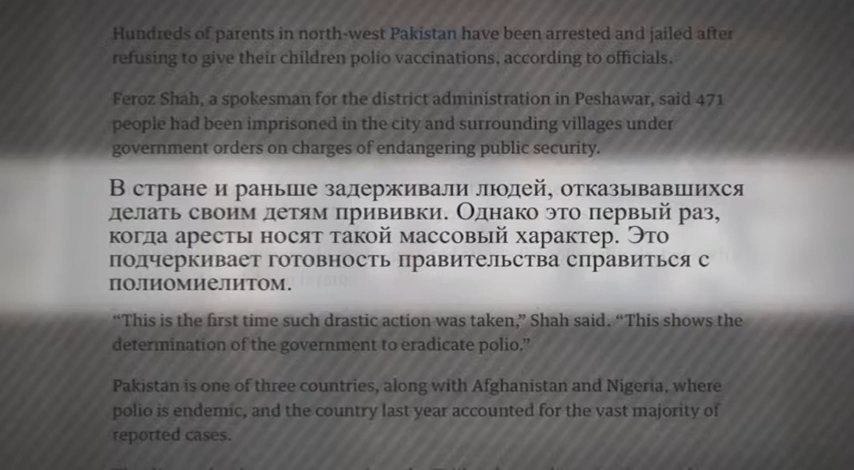 Hundreds of parents in north-west Pakistan have been arrested and jailed after
refusing to give their children polio vaccinations, according to officials.
Feroz Shah, a spokesman for the district administration in Peshawar, said 471
people had been imprisoned in the city and surrounding villages under
government orders on charges of endangering public security.
В стране и раньше задерживали людей, отказывавшихся
делать своим детям прививки. Однако это первый раз,
когда аресты носят такой массовый характер. Это
подчеркивает готовность правительства справиться с
полиомиелитом.
“This is the first time such drastic action was taken,” Shah said. “This shows the
determination of the government to eradicate polio.”
Pakistan is one of three countries, along with Afghanistan and Nigeria, where
polio is endemic, and the country last year accounted for the vast majority of
reported cases.